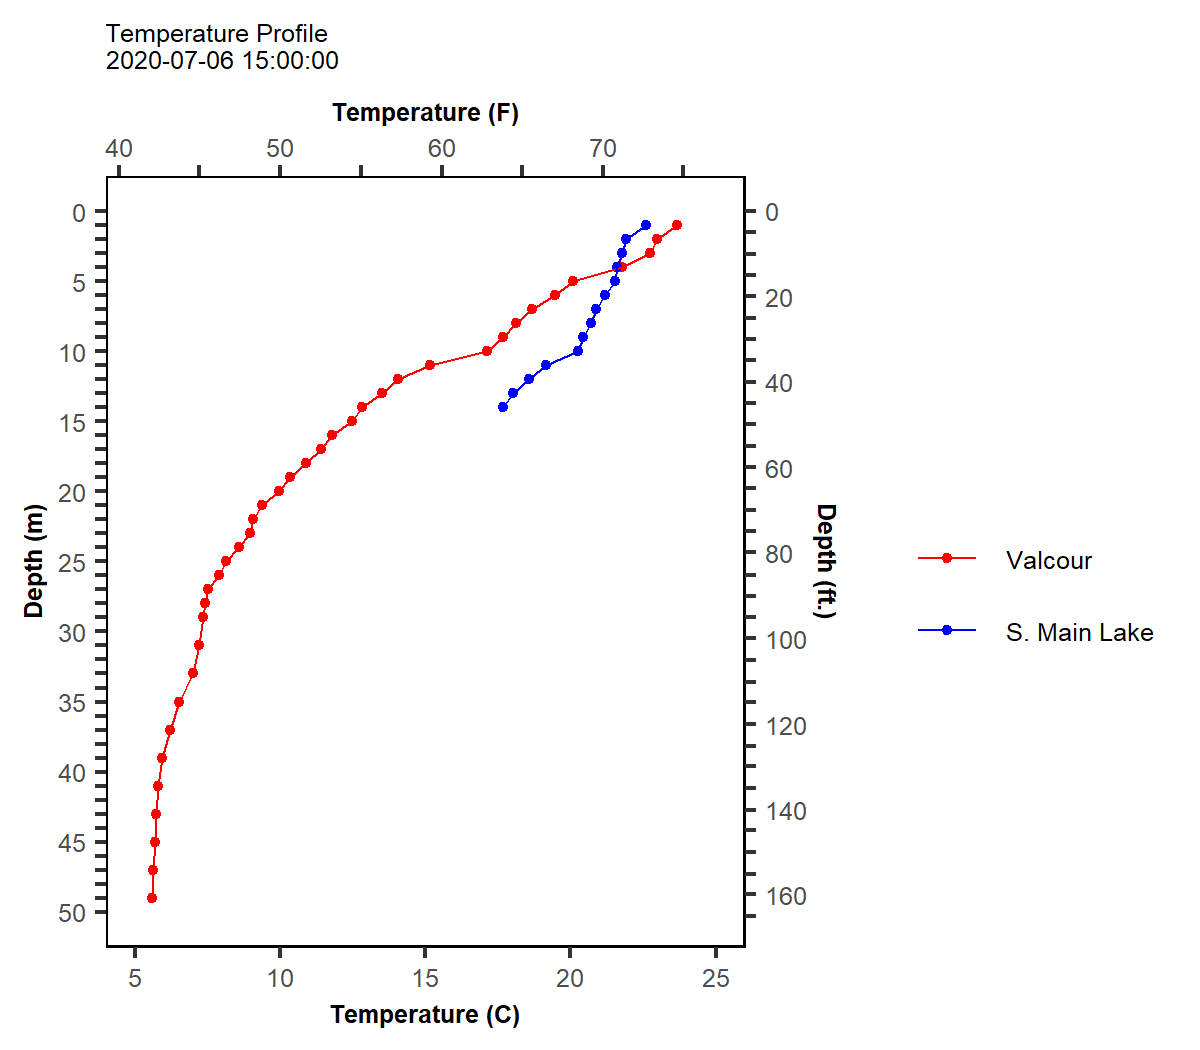 Temperature Profile
2020-07-06 15:00:00
Temperature (F)
40 50 60 70
0 0
5
20
10
40
15
60
20
Depth (m)
Depth (ft.)
80
25
Valcour
30
100
S. Main Lake
35
120
40
140
45
160
50
5 10 15 20 25
Temperature (C)